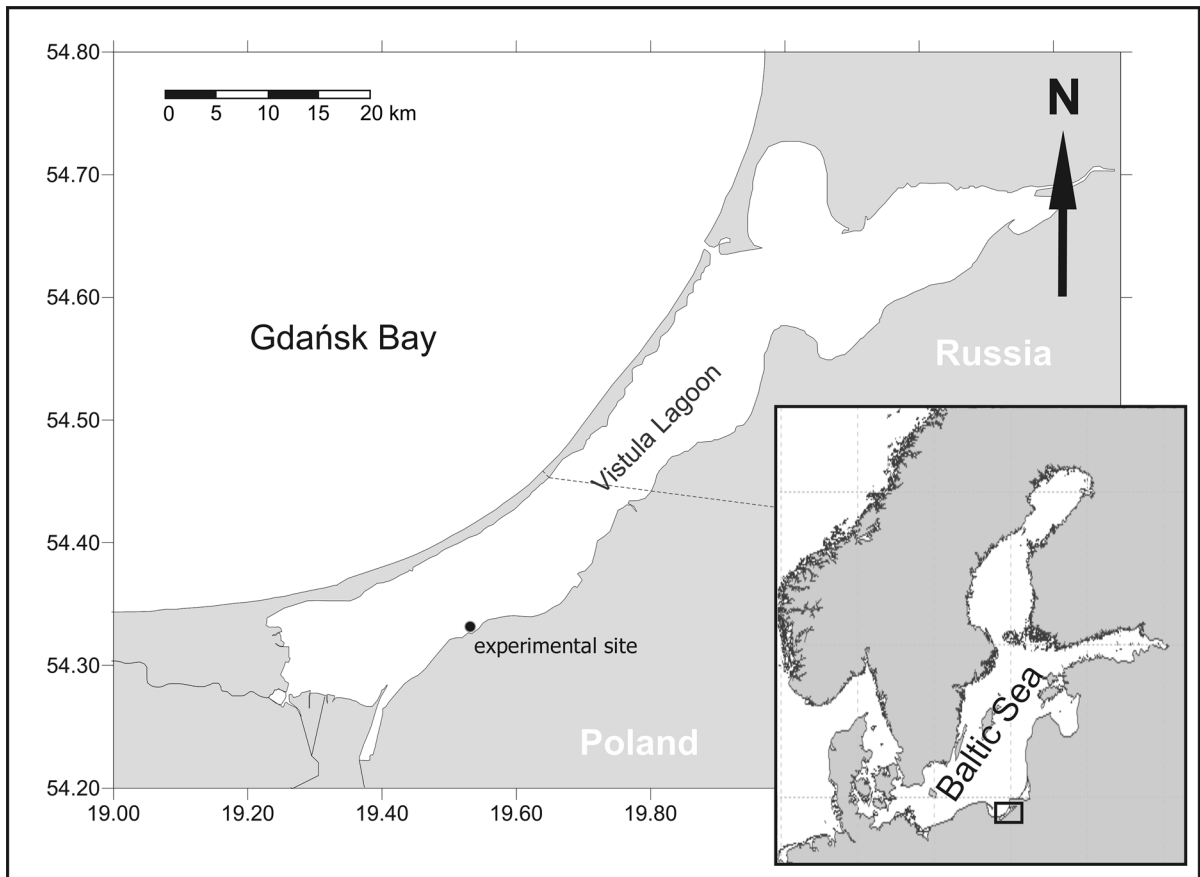 54.80
54.70
54.60
54.50
54.40
54.30
54.20
19.00
19.20
19.40
19.60
19.80
0 5 10 15 20 km
N
Gdańsk Bay
Russia
Vistula Lagoon
experimental site
Poland
Baltic Sea